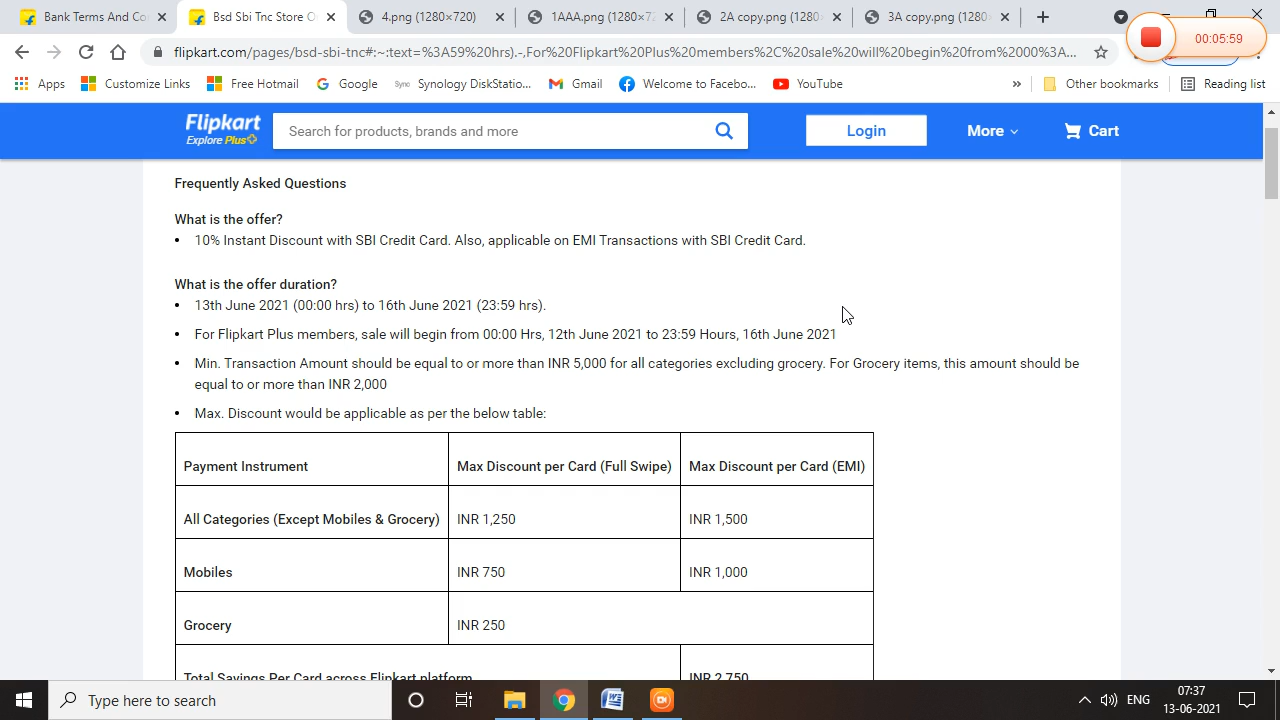 Bank Terms And Co
Bsd Sbi Tnc Store O
4.png (1280×720)
copy.png (1280
copy.png (1280
00:05:59
flipkart.com/pages/bsd-sbi-tnc#:~:text=%3A59%20hrs).-,For%20Flipkart%20Plus%20members%2C%20sale%20will%20begin%20from%2000%3A...
Apps
Customize Links
Free Hotmail
Google
Sync Synology DiskStatio...
Gmail
Welcome to Facebo...
YouTube
»
Other bookmarks
Reading list
Flipkart
Explore Plus
Search for products, brands and more
Login
More
Cart
Frequently Asked Questions
What is the offer?
• 10% Instant Discount with SBI Credit Card. Also, applicable on EMI Transactions with SBI Credit Card.
What is the offer duration?
• 13th June 2021 (00:00 hrs) to 16th June 2021 (23:59 hrs).
• For Flipkart Plus members, sale will begin from 00:00 Hrs, 12th June 2021 to 23:59 Hours, 16th June 2021
• Min. Transaction Amount should be equal to or more than INR 5,000 for all categories excluding grocery. For Grocery items, this amount should be
equal to or more than INR 2,000
• Max. Discount would be applicable as per the below table:
Payment Instrument Max Discount per Card (Full Swipe) Max Discount per Card (EMI)
All Categories (Except Mobiles & Grocery) INR 1,250 INR 1,500
Mobiles INR 750 INR 1,000
Grocery INR 250
Total Savings Per Card across Flipkart platform INR 2,750
Type here to search
ENG
07:37
13-06-2021